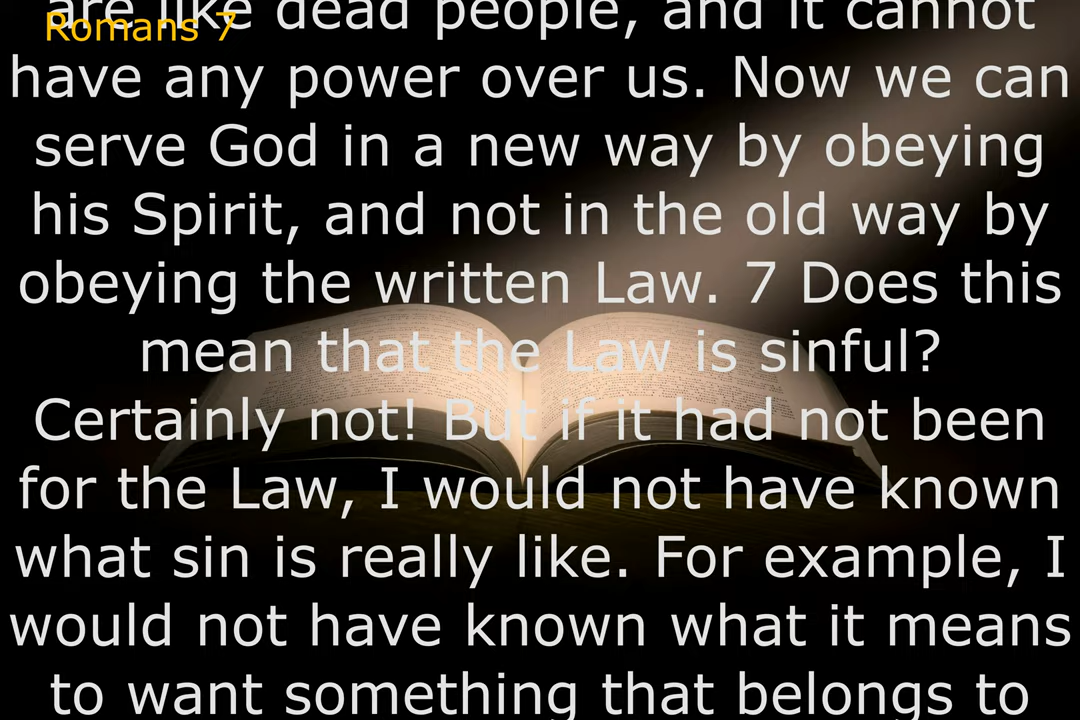 Romans 7
are like dead people, and it cannot
have any power over us. Now we can
serve God in a new way by obeying
his Spirit, and not in the old way by
obeying the written Law. 7 Does this
mean that the Law is sinful?
Certainly not! But if it had not been
for the Law, I would not have known
what sin is really like. For example, I
would not have known what it means
to want something that belongs to